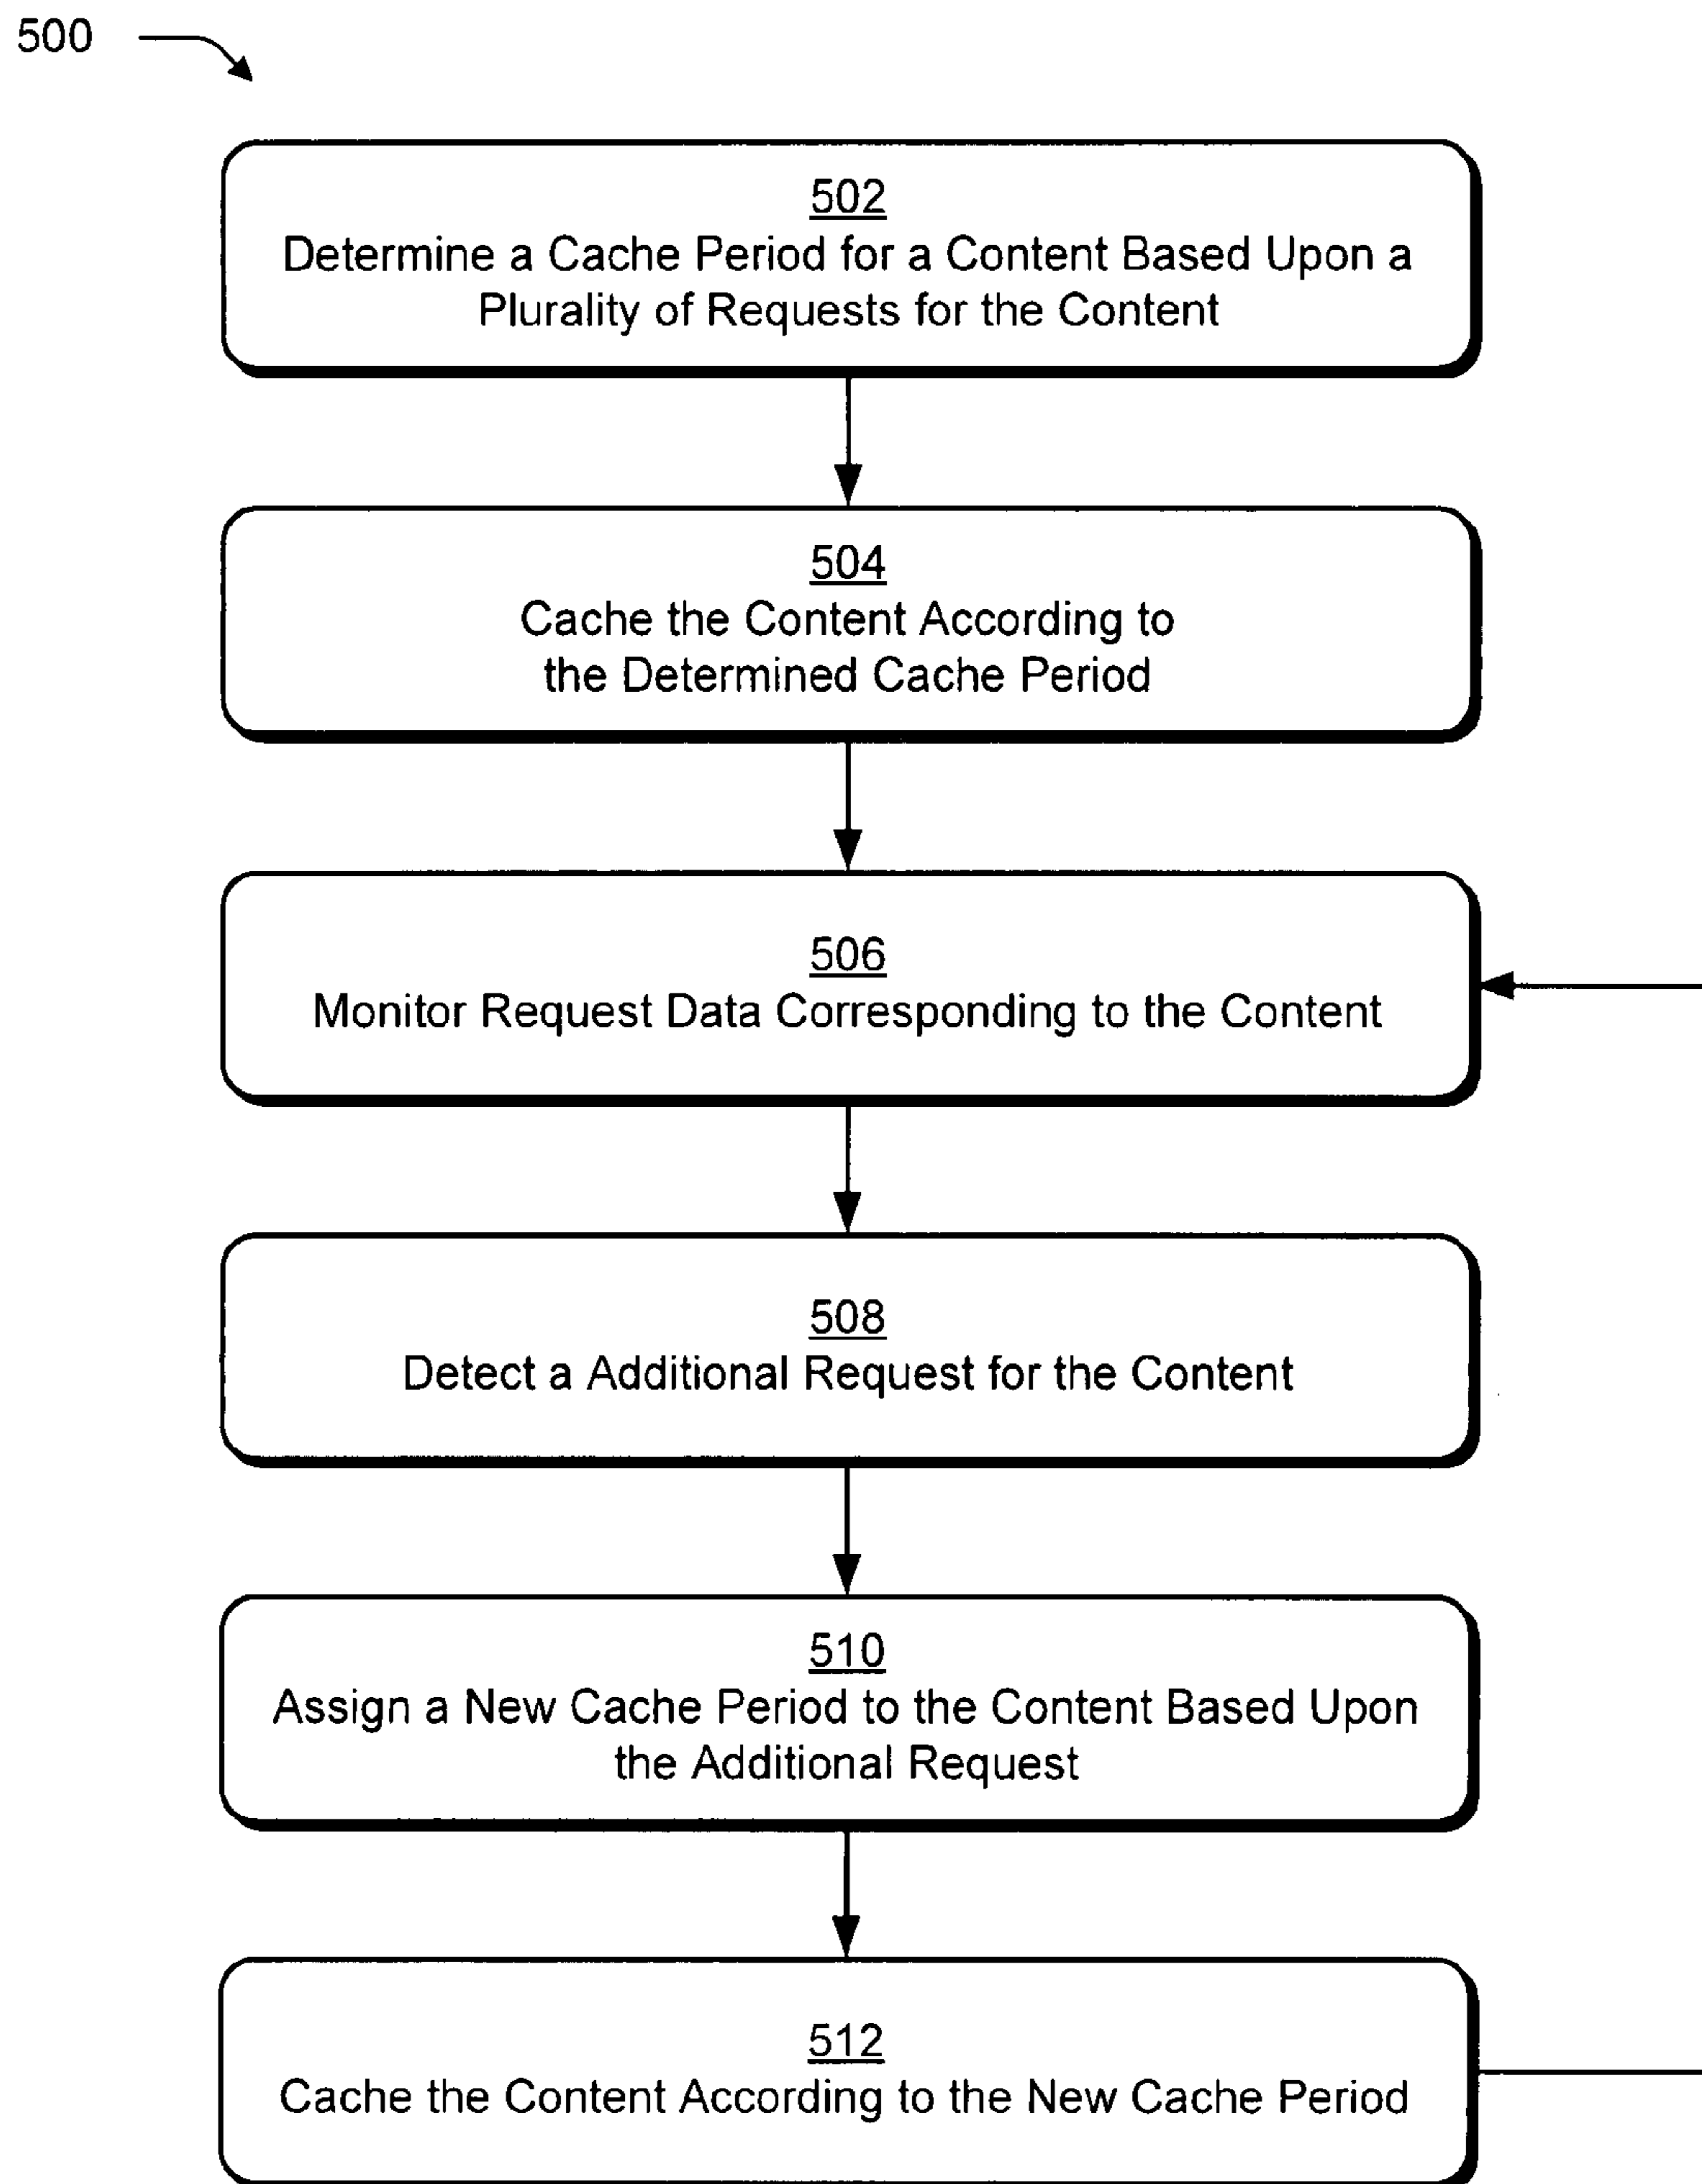 500
502
Determine a Cache Period for a Content Based Upon a
Plurality of Requests for the Content
504
Cache the Content According to
the Determined Cache Period
506
Monitor Request Data Corresponding to the Content
508
Detect a Additional Request for the Content
510
Assign a New Cache Period to the Content Based Upon
the Additional Request
512
Cache the Content According to the New Cache Period